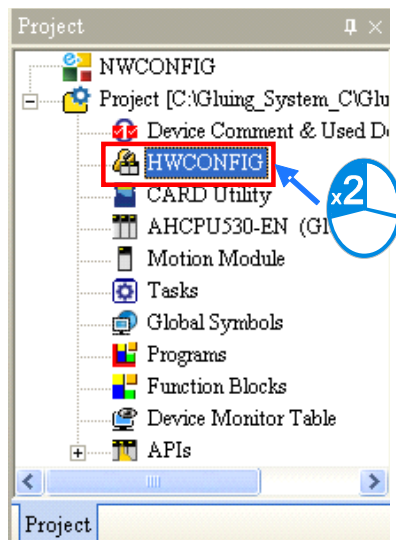 Project
NWCONFIG
Project [C:\Gluing_System_C\Glu
Device Comment & Used D
HWCONFIG
x2
CARD Utility
AHCPU530-EN (Gl
Motion Module
Tasks
Global Symbols
Programs
Function Blocks
Device Monitor Table
APIs
Project